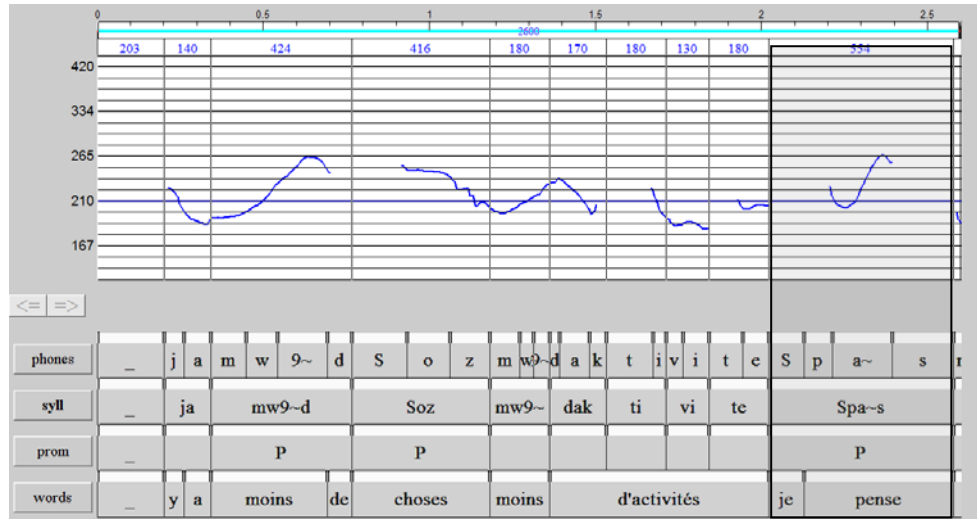 0 0.5 1 1.5 2 2.5
2600
203 140 424 416 180 170 180 130 180 554
420
334
265
210
167
<= =>
phones _ j a m w 9~ d S o z m w 9~ d a k t i v i t e S p a~ s
syll _ ja mw9~d Soz mw9~ dak ti vi te Spa~s
prom _ P P P
words _ y a moins de choses moins d'activités je pense